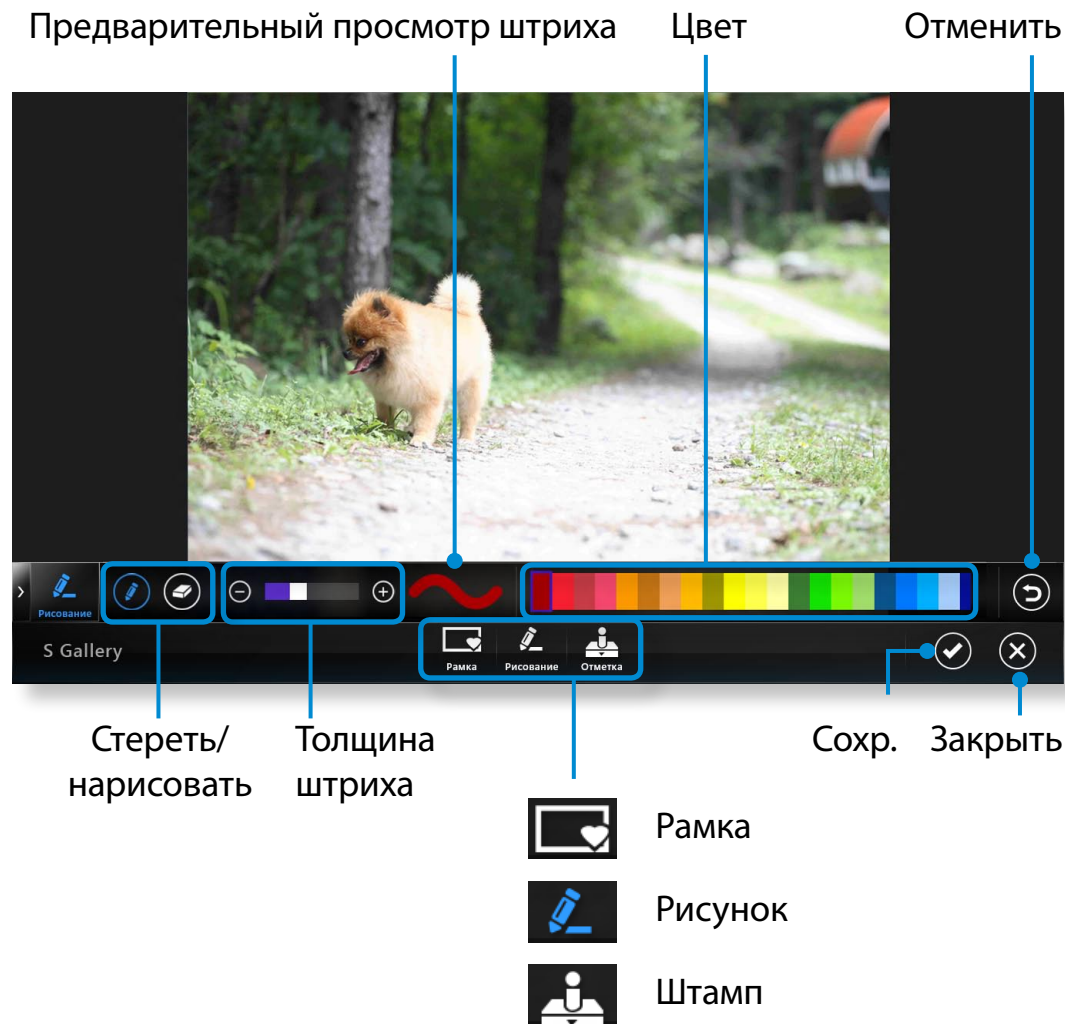 Предварительный просмотр штриха
Цвет
Отменить
Рисование
S Gallery
Рамка
Рисование
Отметка
Стереть/
нарисовать
Толщина
штриха
Сохр.
Закрыть
Рамка
Рисунок
Штамп